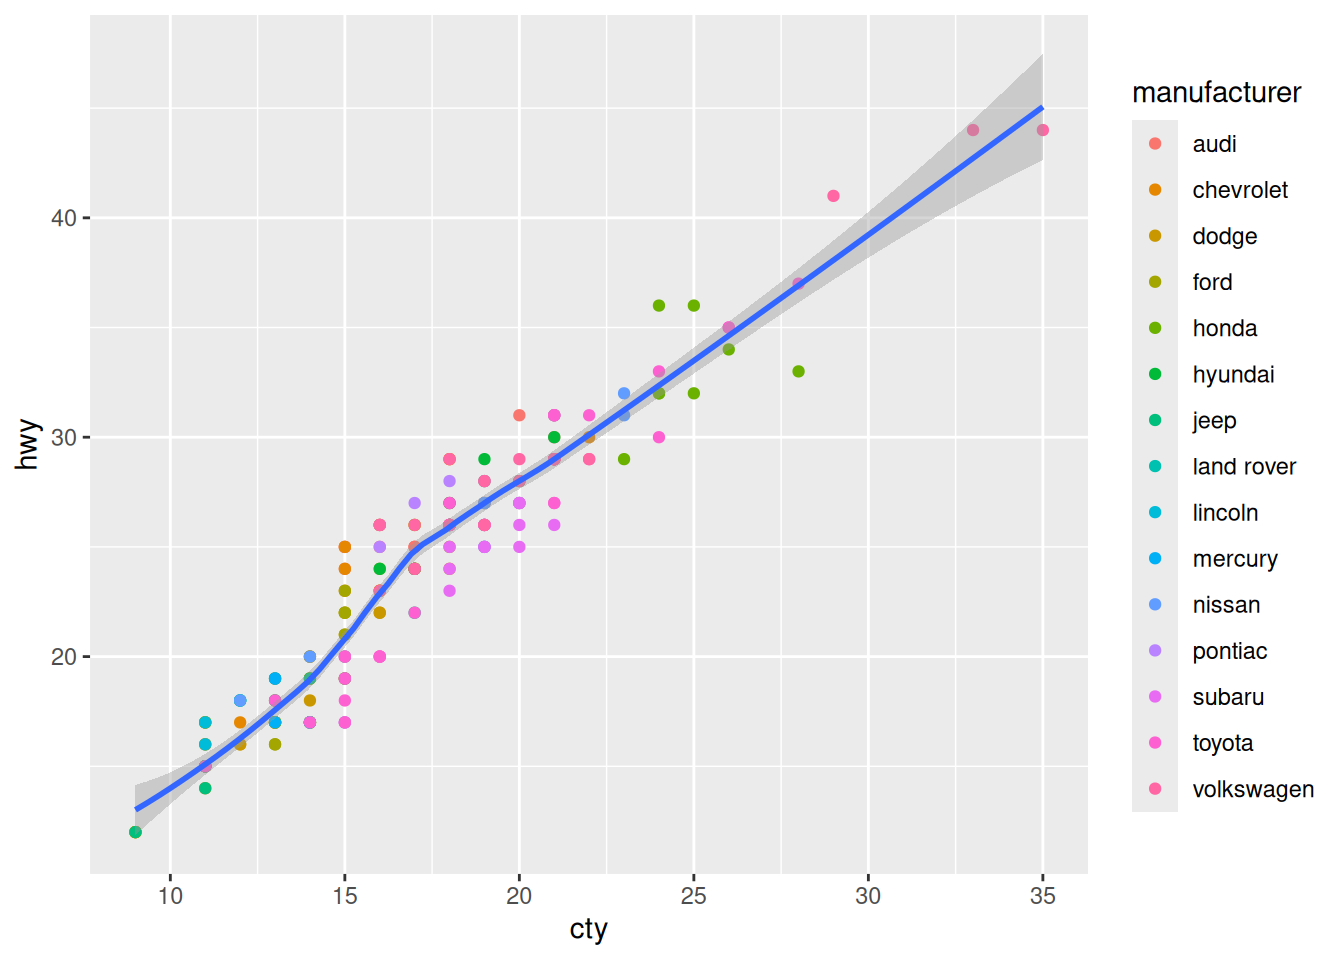 hwy
40
30
20
10 15 20 25 30 35
cty
manufacturer
audi
chevrolet
dodge
ford
honda
hyundai
jeep
land rover
lincoln
mercury
nissan
pontiac
subaru
toyota
volkswagen